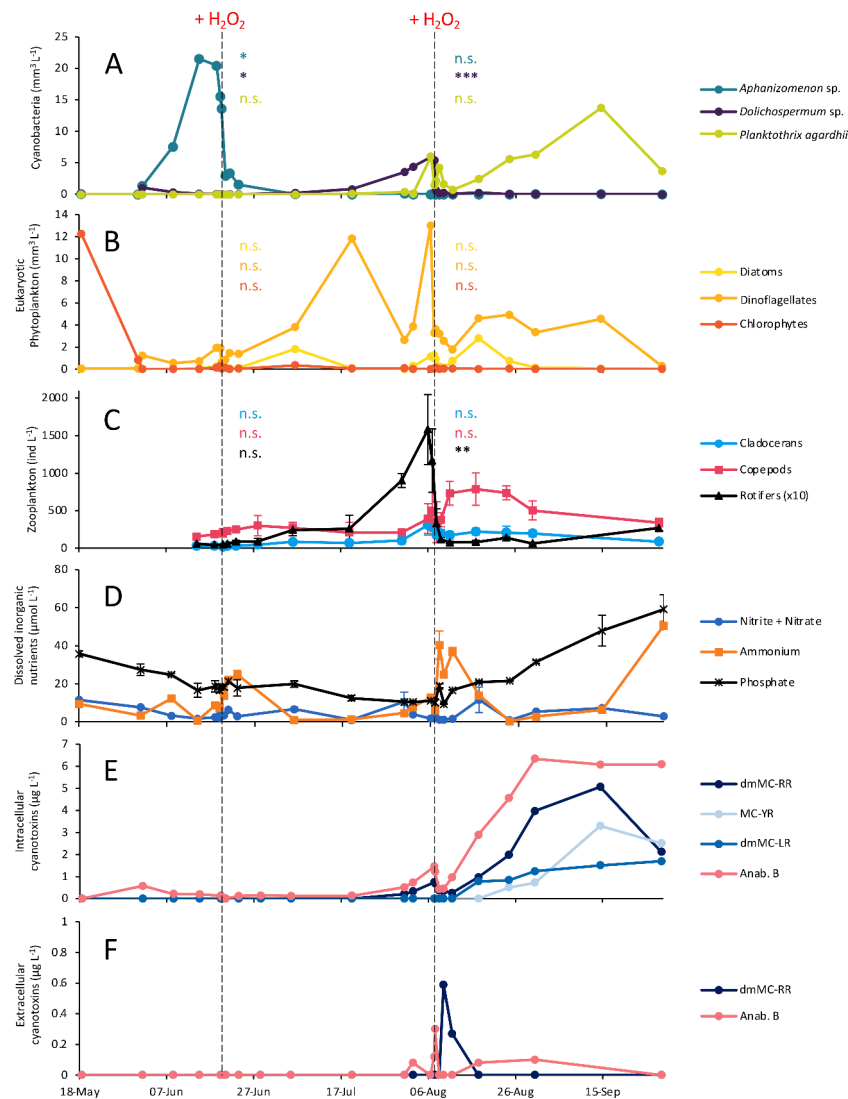 + H₂O₂ + H₂O₂
A
Cyanobacteria (mm³ L⁻¹)
25
20
15
10
5
0
*
*
n.s.
n.s.
***
n.s.
Aphanizomenon sp.
Dolichospermum sp.
Planktothrix agardhii
B
Eukaryotic
Phytoplankton (mm³ L⁻¹)
14
12
10
8
6
4
2
0
n.s.
n.s.
n.s.
n.s.
n.s.
n.s.
Diatoms
Dinoflagellates
Chlorophytes
C
Zooplankton (ind L⁻¹)
2000
1500
1000
500
0
n.s.
n.s.
n.s.
n.s.
n.s.
**
Cladocerans
Copepods
Rotifers (x10)
D
Dissolved inorganic
nutrients (µmol L⁻¹)
80
60
40
20
0
Nitrite + Nitrate
Ammonium
Phosphate
E
Intracellular
cyanotoxins (µg L⁻¹)
7
6
5
4
3
2
1
0
dmMC-RR
MC-YR
dmMC-LR
Anab. B
F
Extracellular
cyanotoxins (µg L⁻¹)
1
0.8
0.6
0.4
0.2
0
dmMC-RR
Anab. B
18-May 07-Jun 27-Jun 17-Jul 06-Aug 26-Aug 15-Sep